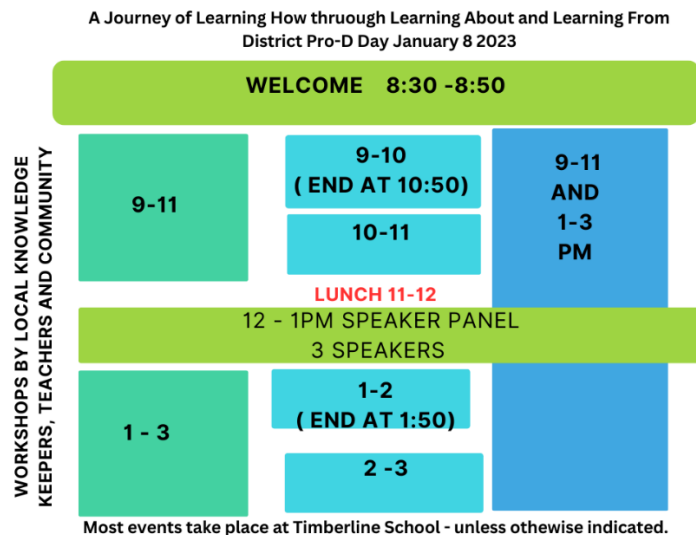 A Journey of Learning How thruough Learning About and Learning From
District Pro-D Day January 8 2023
WELCOME 8:30 -8:50
WORKSHOPS BY LOCAL KNOWLEDGE
KEEPERS, TEACHERS AND COMMUNITY
9-11
9-10
( END AT 10:50)
10-11
9-11
AND
1-3
PM
LUNCH 11-12
12 - 1PM SPEAKER PANEL
3 SPEAKERS
1 - 3
1-2
( END AT 1:50)
2 -3
Most events take place at Timberline School - unless othewise indicated.